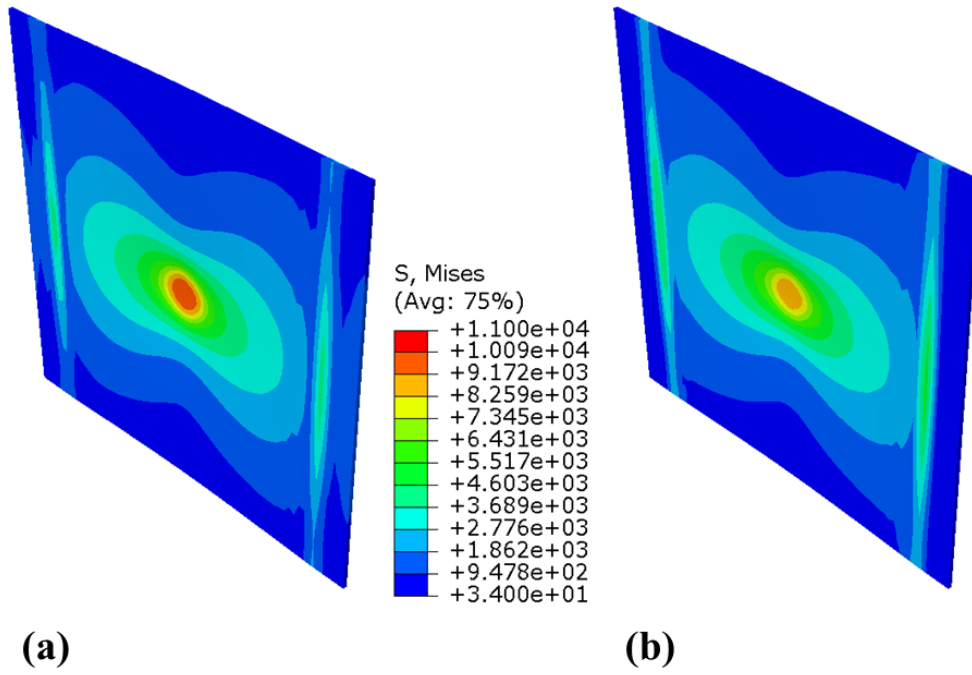 S, Mises
(Avg: 75%)
+1.100e+04
+1.009e+04
+9.172e+03
+8.259e+03
+7.345e+03
+6.431e+03
+5.517e+03
+4.603e+03
+3.689e+03
+2.776e+03
+1.862e+03
+9.478e+02
+3.400e+01
(a) (b)